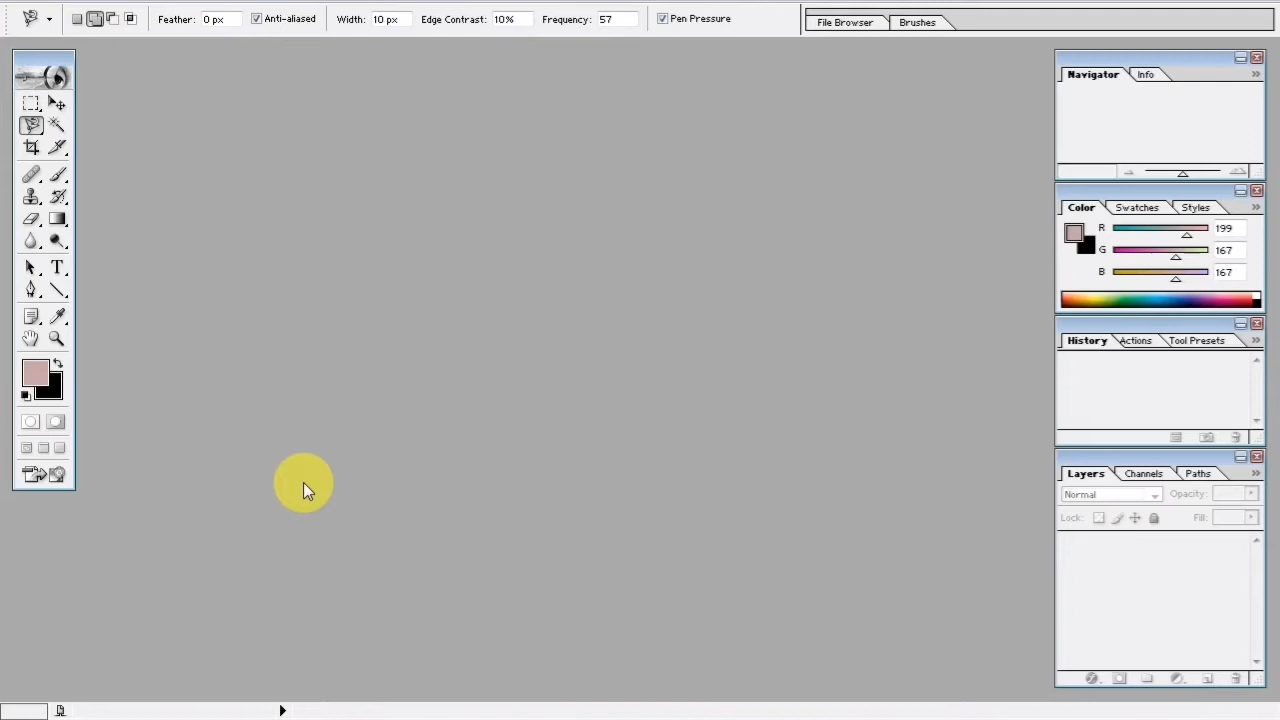 Feather: 0 px Anti-aliased Width: 10 px Edge Contrast: 10% Frequency: 57 Pen Pressure File Browser Brushes
Navigator Info
Color Swatches Styles
R 199
G 167
B 167
History Actions Tool Presets
Layers Channels Paths
Normal Opacity:
Lock: Fill: